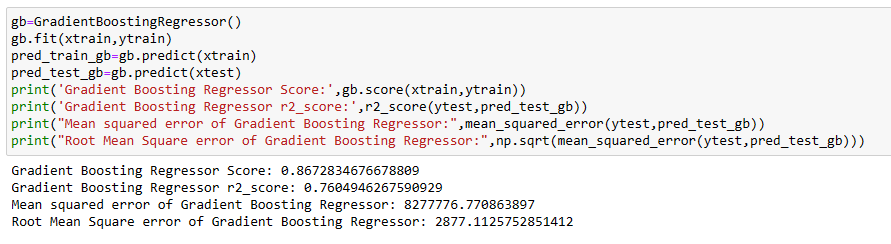 gb=GradientBoostingRegressor()
gb.fit(xtrain,ytrain)
pred_train_gb=gb.predict(xtrain)
pred_test_gb=gb.predict(xtest)
print('Gradient Boosting Regressor Score:',gb.score(xtrain,ytrain))
print('Gradient Boosting Regressor r2_score:',r2_score(ytest,pred_test_gb))
print("Mean squared error of Gradient Boosting Regressor:",mean_squared_error(ytest,pred_test_gb))
print("Root Mean Square error of Gradient Boosting Regressor:",np.sqrt(mean_squared_error(ytest,pred_test_gb)))
Gradient Boosting Regressor Score: 0.8672834676678809
Gradient Boosting Regressor r2_score: 0.7604946267590929
Mean squared error of Gradient Boosting Regressor: 8277776.770863897
Root Mean Square error of Gradient Boosting Regressor: 2877.1125752851412